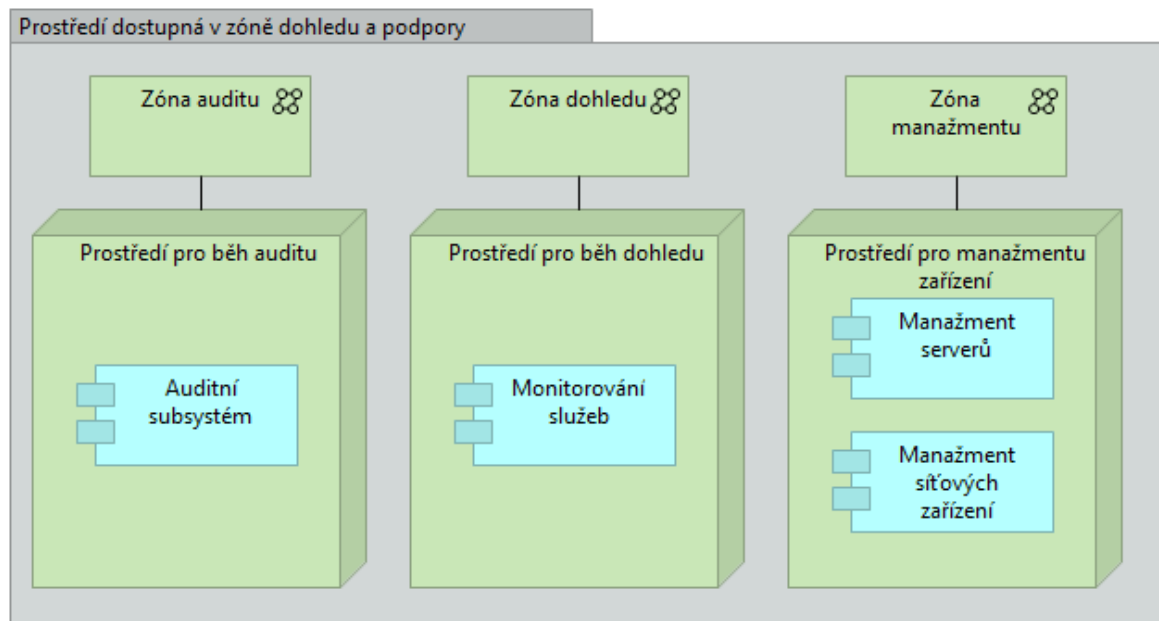 Prostředí dostupná v zóně dohledu a podpory
Zóna auditu
Zóna dohledu
Zóna
manažmentu
Prostředí pro běh auditu
Prostředí pro běh dohledu
Prostředí pro manažmentu
zařízení
Auditní
subsystém
Monitorování
služeb
Manažment
serverů
Manažment
síťových
zařízení